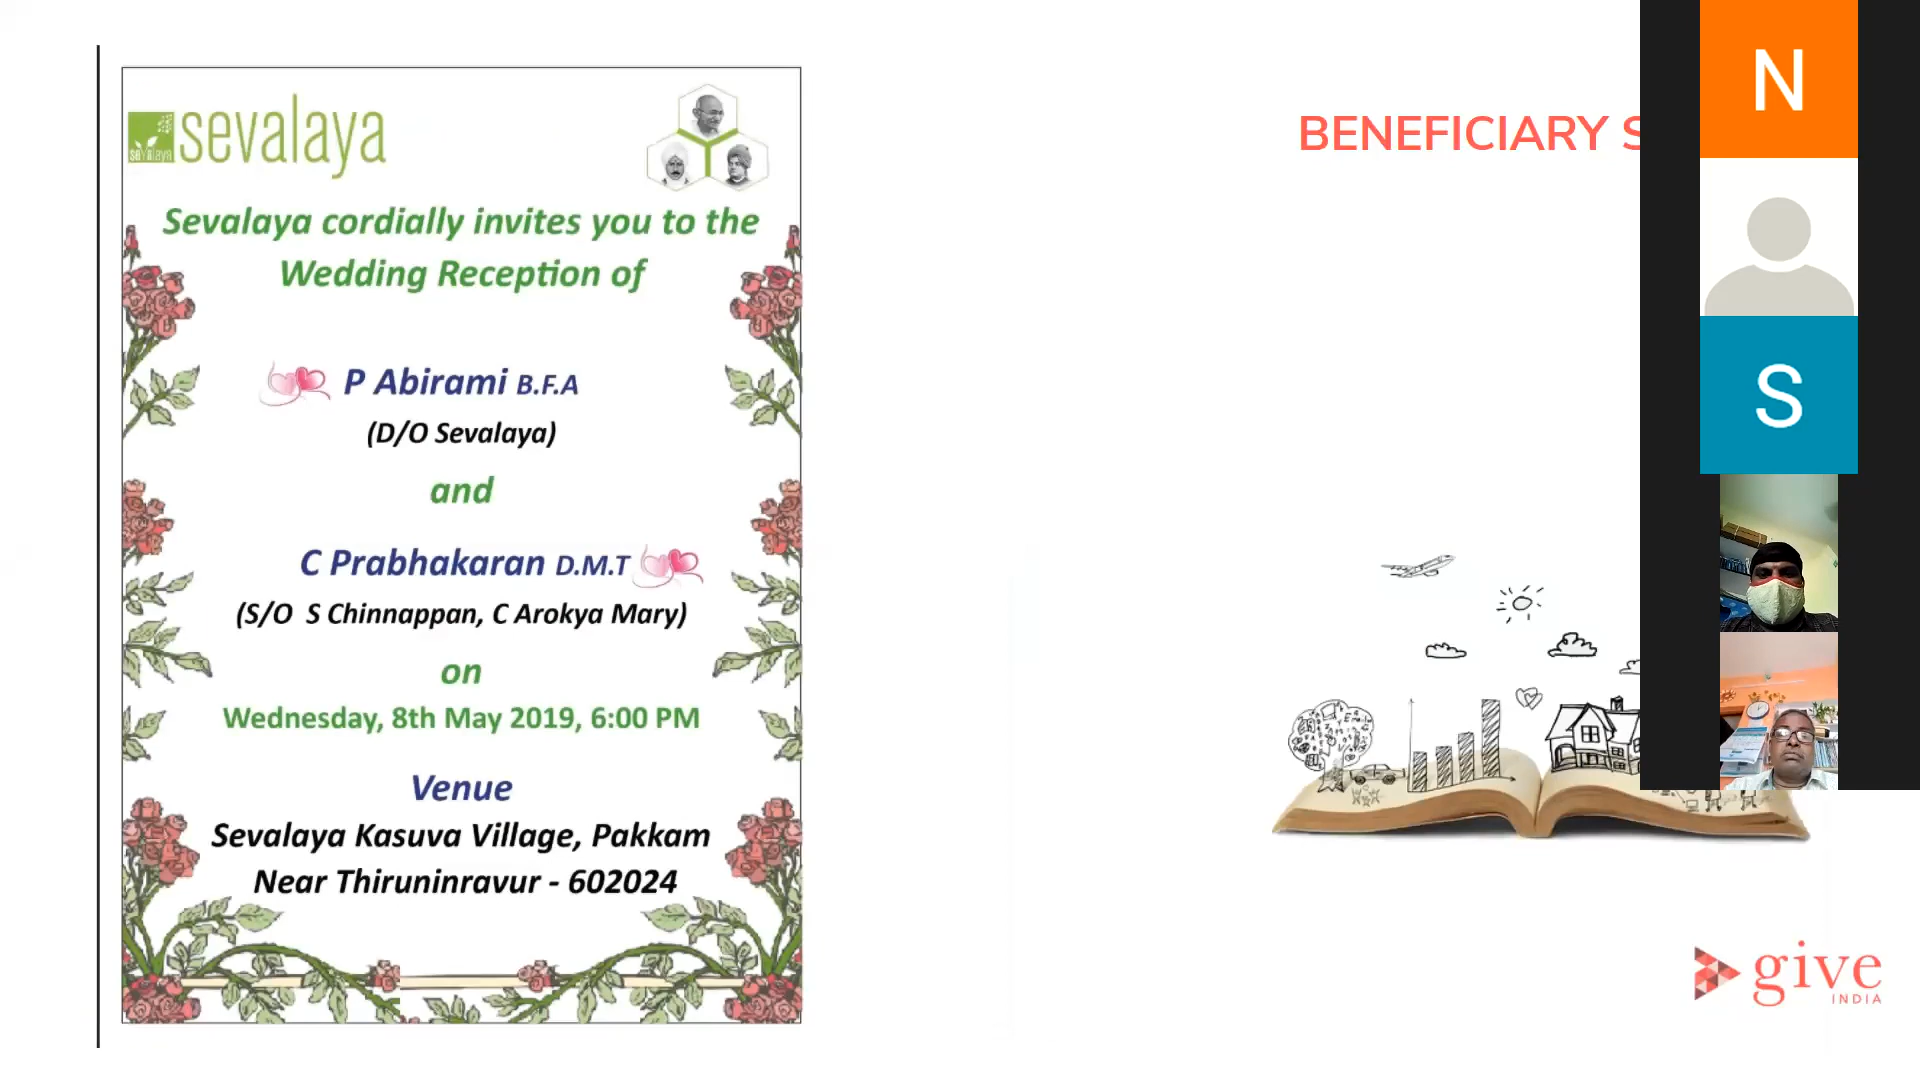 sevalaya
sevalaya
Sevalaya cordially invites you to the
Wedding Reception of
P Abirami B.F.A
(D/O Sevalaya)
and
C Prabhakaran D.M.T
(S/O S Chinnappan, C Arokya Mary)
on
Wednesday, 8th May 2019, 6:00 PM
Venue
Sevalaya Kasuva Village, Pakkam
Near Thiruninravur - 602024
BENEFICIARY S
N
S
give
INDIA